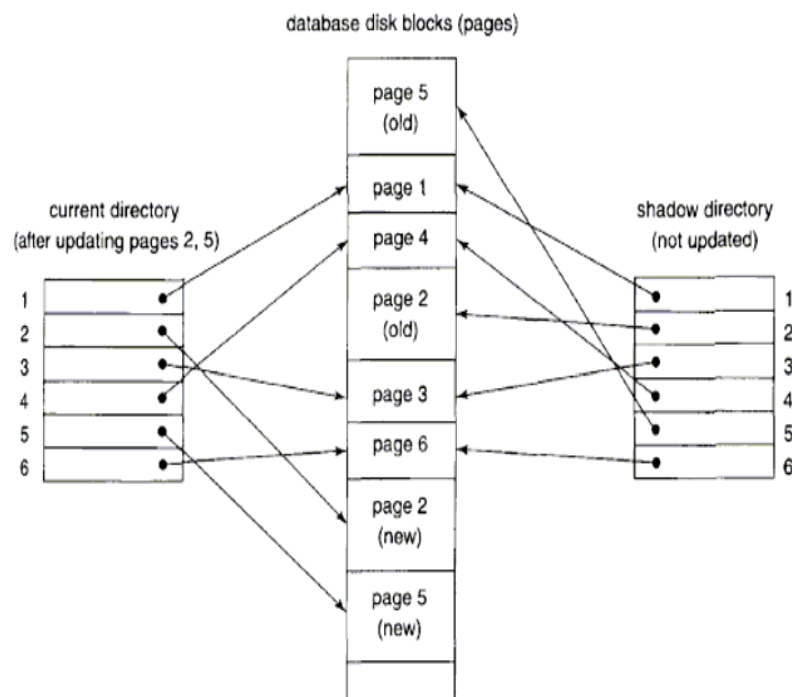 database disk blocks (pages)
page 5
(old)
page 1
page 4
page 2
(old)
page 3
page 6
page 2
(new)
page 5
(new)
current directory
(after updating pages 2, 5)
1
2
3
4
5
6
shadow directory
(not updated)
1
2
3
4
5
6